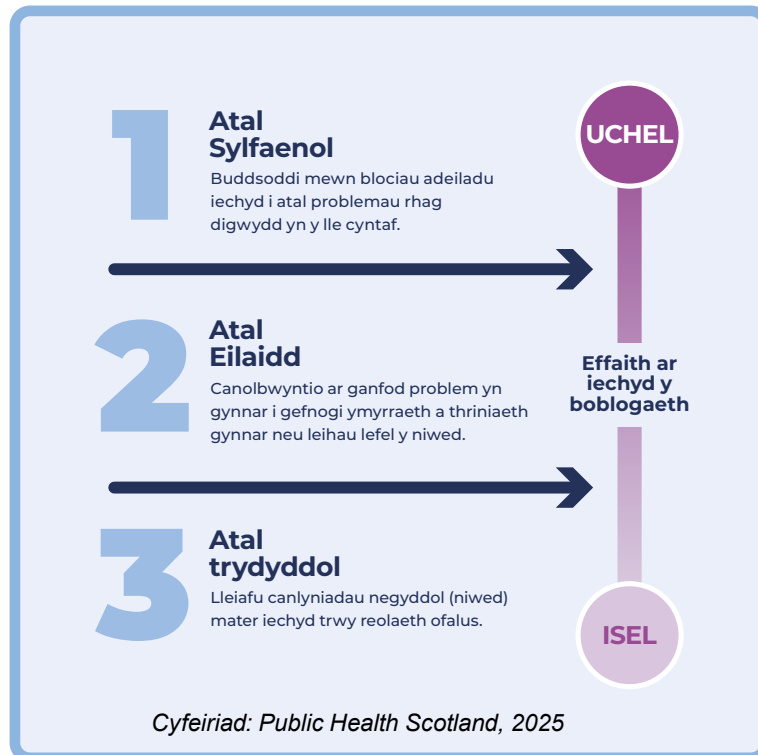 1
Atal
Sylfaenol
Buddsoddi mewn blociau adeiladu
iechyd i atal problemau rhag
digwydd yn y lle cyntaf.
2
Atal
Eilaidd
Canolbwyntio ar ganfod problem yn
gynnar i gefnogi ymyrraeth a thriniaeth
gynnar neu leihau lefel y niwed.
3
Atal
trydyddol
Lleiafu canlyniadau negyddol (niwed)
mater iechyd trwy reolaeth ofalus.
UCHEL
Effaith ar
iechyd y
boblogaeth
ISEL
Cyfeiriad: Public Health Scotland, 2025